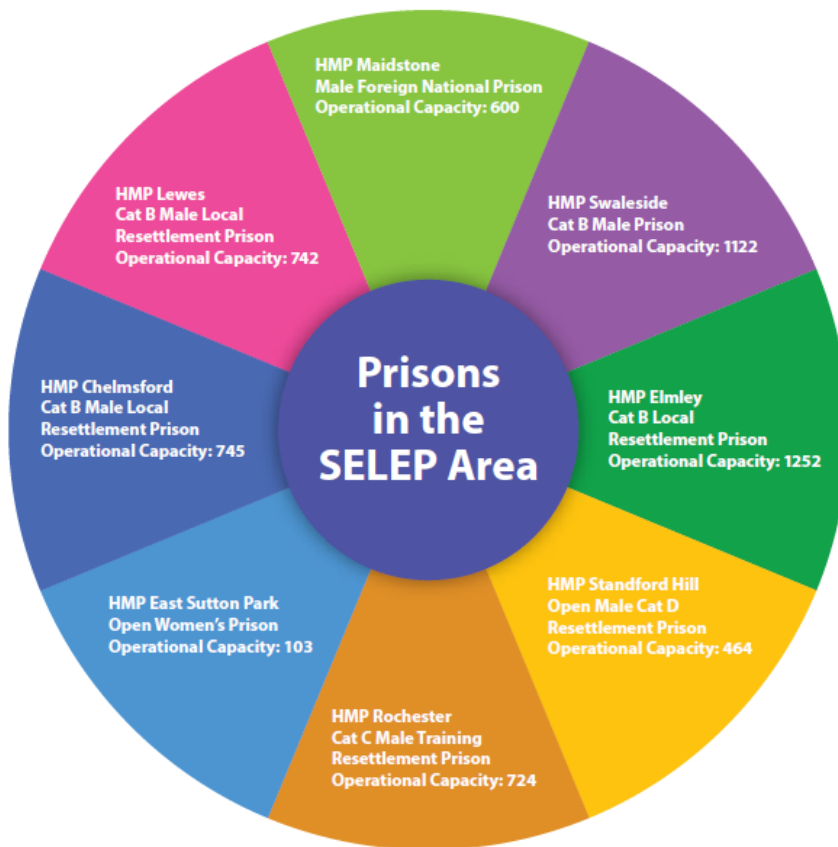 Prisons
in the
SELEP Area
HMP Maidstone
Male Foreign National Prison
Operational Capacity: 600
HMP Swaleside
Cat B Male Prison
Operational Capacity: 1122
HMP Elmley
Cat B Local
Resettlement Prison
Operational Capacity: 1252
HMP Standford Hill
Open Male Cat D
Resettlement Prison
Operational Capacity: 464
HMP Rochester
Cat C Male Training
Resettlement Prison
Operational Capacity: 724
HMP East Sutton Park
Open Women's Prison
Operational Capacity: 103
HMP Chelmsford
Cat B Male Local
Resettlement Prison
Operational Capacity: 745
HMP Lewes
Cat B Male Local
Resettlement Prison
Operational Capacity: 742